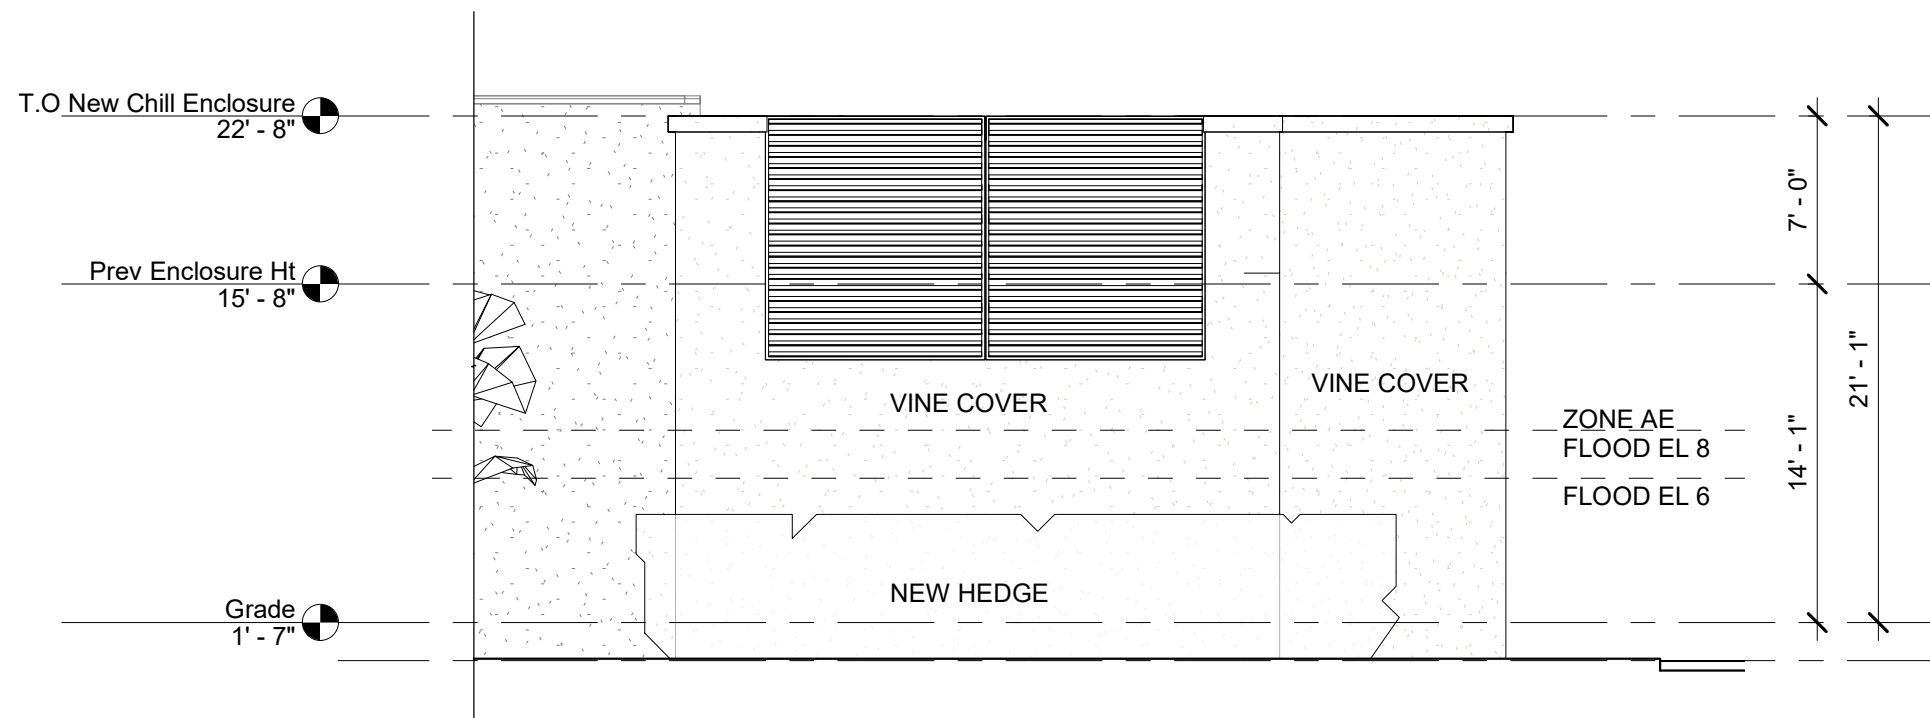 T.O New Chill Enclosure
22' - 8"
Prev Enclosure Ht
15' - 8"
Grade
1' - 7"
VINE COVER
VINE COVER
NEW HEDGE
ZONE AE
FLOOD EL 8
FLOOD EL 6
7' - 0"
14' - 1"
21' - 1"